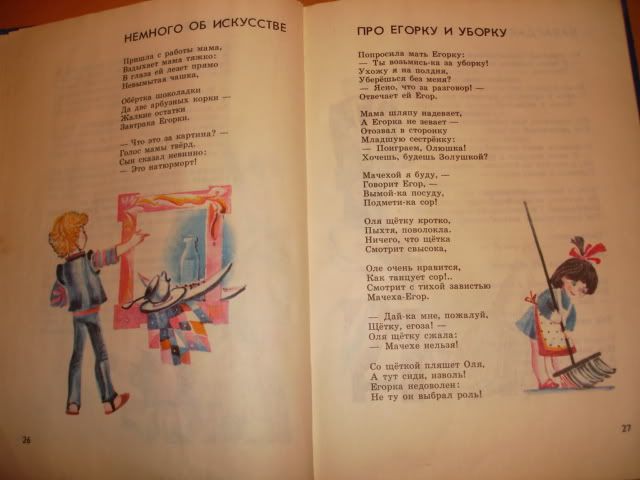 НЕМНОГО ОБ ИСКУССТВЕ
Пришла с работы мама,
Вздыхает мама тяжко:
В глаза ей лезет прямо
Невымытая чашка,
Обёртка шоколадки
Да две арбузных корки —
Жалкие остатки
Завтрака Егорки.
— Что это за картина? —
Голос мамы твёрд.
Сын сказал невинно:
— Это натюрморт!
26
ПРО ЕГОРКУ И УБОРКУ
Попросила мать Егорку:
— Ты возьмись-ка за уборку!
Ухожу я на полдня,
Уберёшься без меня?
— Ясно, что за разговор! —
Отвечает ей Егор.
Мама шляпу надевает,
А Егорка не зевает —
Отозвал в сторонку
Младшую сестрёнку:
— Поиграем, Олюшка!
Хочешь, будешь Золушкой?
Мачехой я буду, —
Говорит Егор, —
Вымой-ка посуду,
Подмети-ка сор!
Оля щётку кротко,
Пыхтя, поволокла.
Ничего, что щётка
Смотрит свысока,
Оле очень нравится,
Как танцует сор!..
Смотрит с тихой завистью
Мачеха-Егор.
— Дай-ка мне, пожалуй,
Щётку, егоза! —
Оля щётку сжала:
— Мачехе нельзя!
Со щёткой пляшет Оля,
А тут сиди, изволь!
Егорка недоволен:
Не ту он выбрал роль!
27